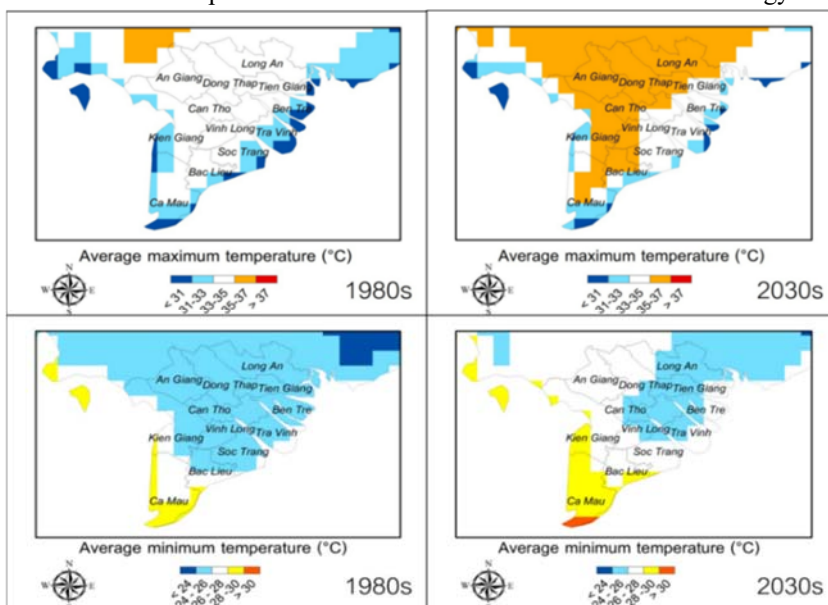 Long An
An Giang Dong Thap Tien Giang
Can Tho Ben Tre
Vinh Long Tra Vinh
Kien Giang
Soc Trang
Bac Lieu
Ca Mau
Average maximum temperature (°C)
N
W E
S
< 31 31-33 33-35 35-37 > 37
1980s
Long An
An Giang Dong Thap Tien Giang
Can Tho Ben Tre
Vinh Long Tra Vinh
Kien Giang
Soc Trang
Bac Lieu
Ca Mau
Average maximum temperature (°C)
N
W E
S
< 31 31-33 33-35 35-37 > 37
2030s
Long An
An Giang Dong Thap Tien Giang
Can Tho Ben Tre
Vinh Long Tra Vinh
Kien Giang
Soc Trang
Bac Lieu
Ca Mau
Average minimum temperature (°C)
N
W E
S
< 24 24 - 26 26 - 28 28 - 30 > 30
1980s
Long An
An Giang Dong Thap Tien Giang
Can Tho Ben Tre
Vinh Long Tra Vinh
Kien Giang
Soc Trang
Bac Lieu
Ca Mau
Average minimum temperature (°C)
N
W E
S
< 24 24 - 26 26 - 28 28 - 30 > 30
2030s